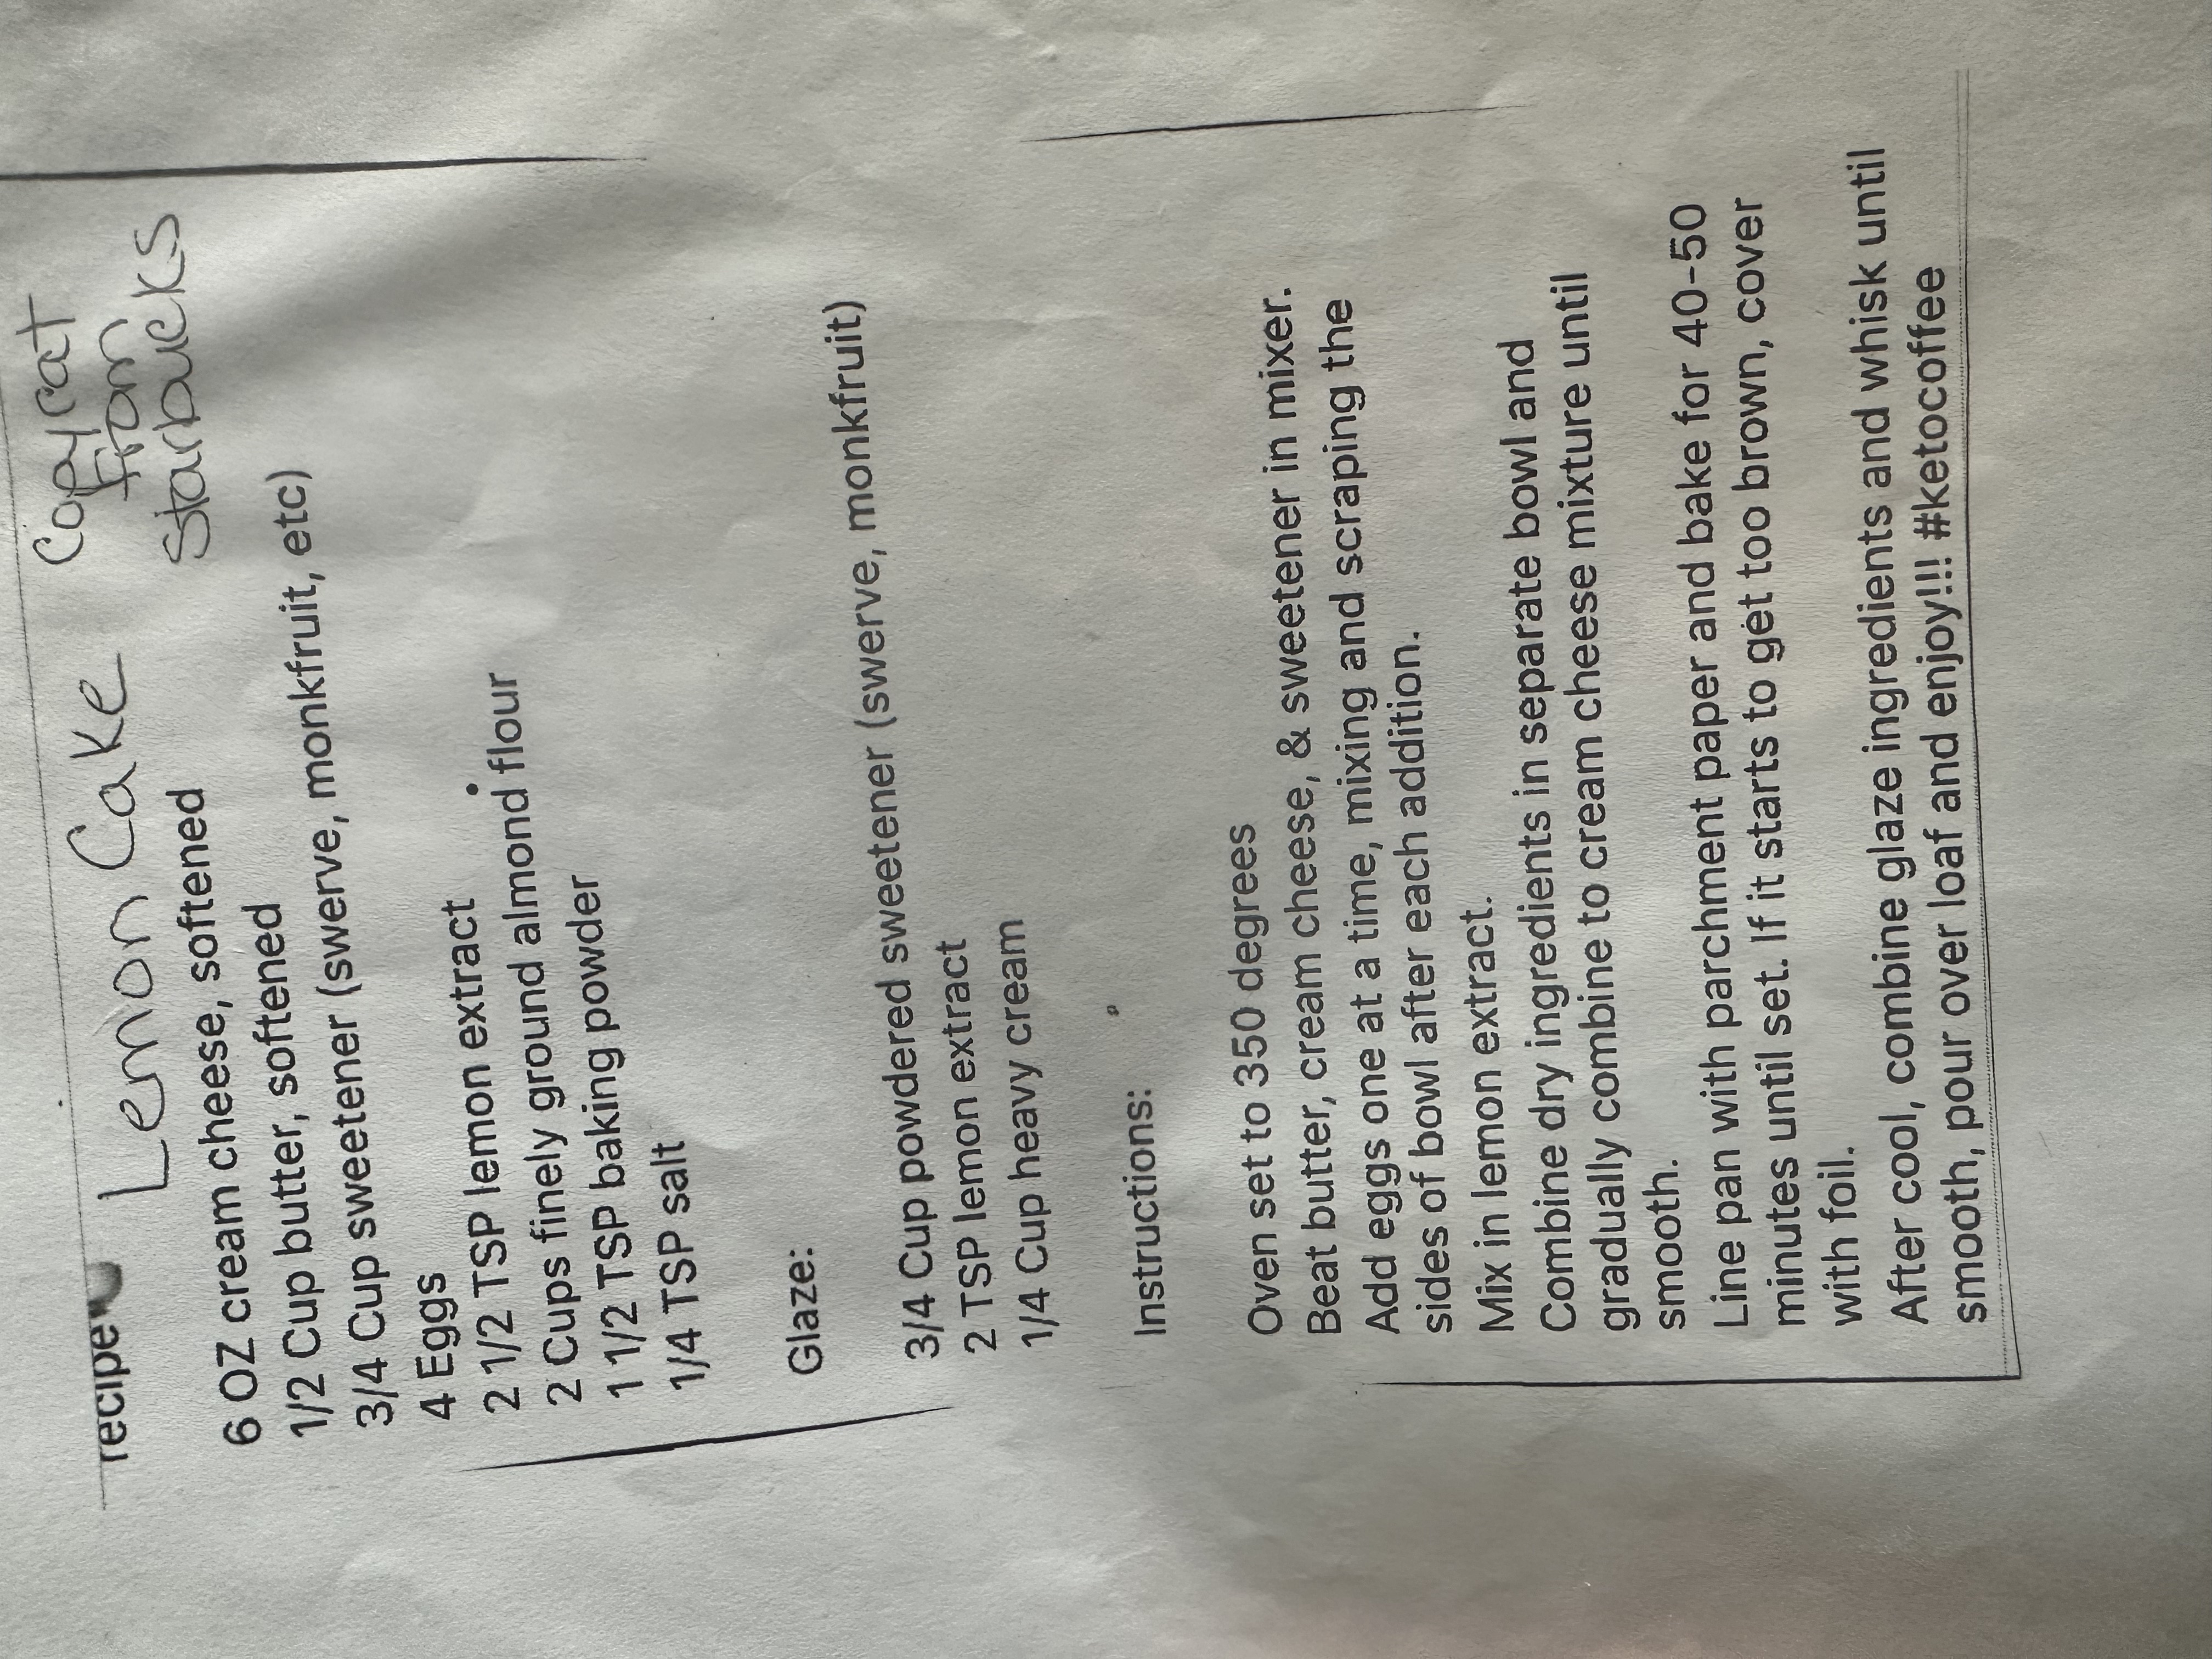 recipe Lemon Cake Copycat
from
Starbucks
6 OZ cream cheese, softened
1/2 Cup butter, softened
3/4 Cup sweetener (swerve, monkfruit, etc)
4 Eggs
2 1/2 TSP lemon extract
2 Cups finely ground almond flour
1 1/2 TSP baking powder
1/4 TSP salt
Glaze:
3/4 Cup powdered sweetener (swerve, monkfruit)
2 TSP lemon extract
1/4 Cup heavy cream
Instructions:
Oven set to 350 degrees
Beat butter, cream cheese, & sweetener in mixer.
Add eggs one at a time, mixing and scraping the
sides of bowl after each addition.
Mix in lemon extract.
Combine dry ingredients in separate bowl and
gradually combine to cream cheese mixture until
smooth.
Line pan with parchment paper and bake for 40-50
minutes until set. If it starts to get too brown, cover
with foil.
After cool, combine glaze ingredients and whisk until
smooth, pour over loaf and enjoy!!! #ketocoffee